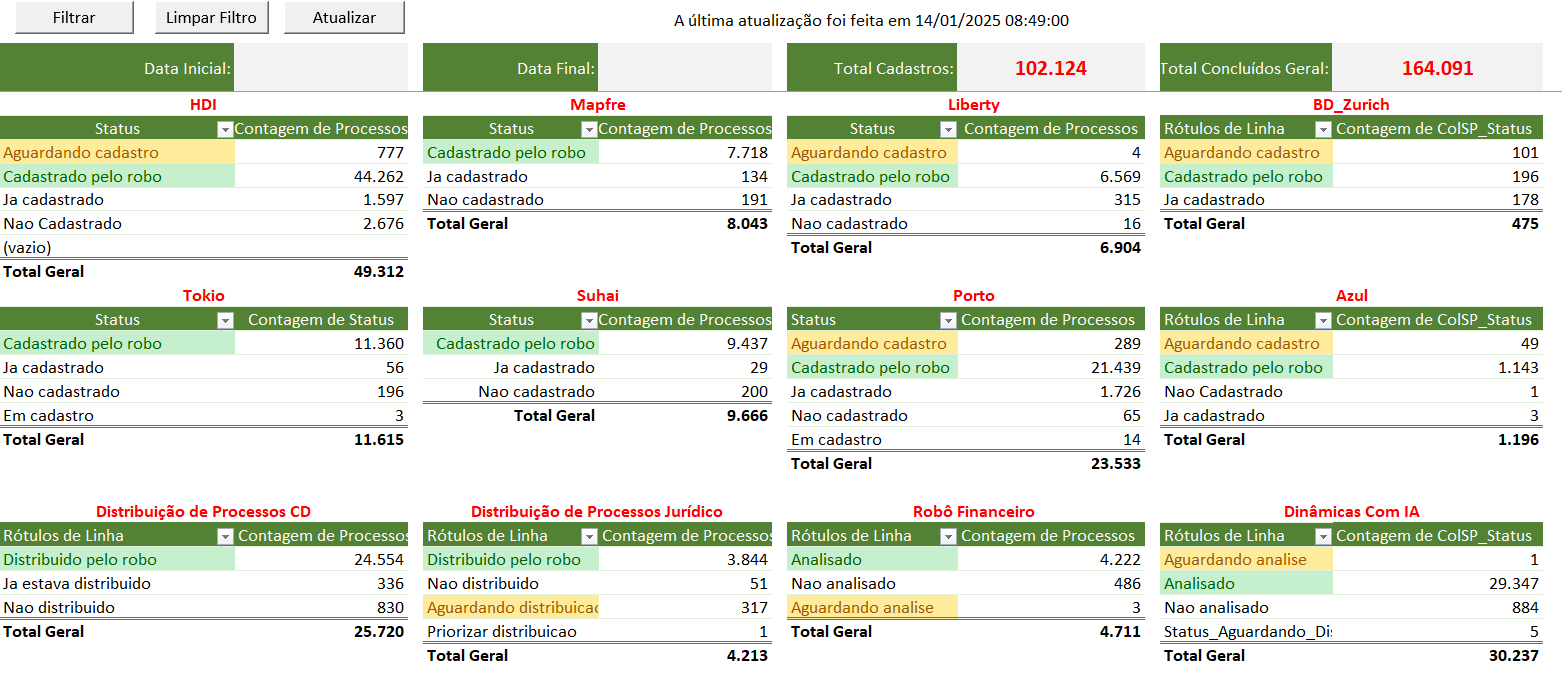 Filtrar Limpar Filtro Atualizar A última atualização foi feita em 14/01/2025 08:49:00
Data Inicial: Data Final: Total Cadastros: 102.124 Total Concluídos Geral: 164.091
HDI Mapfre Liberty BD_Zurich
Status Contagem de Processos Status Contagem de Processos Status Contagem de Processos Rótulos de Linha Contagem de ColSP_Status
Aguardando cadastro 777 Cadastrado pelo robo 7.718 Aguardando cadastro 4 Aguardando cadastro 101
Cadastrado pelo robo 44.262 Ja cadastrado 134 Cadastrado pelo robo 6.569 Cadastrado pelo robo 196
Ja cadastrado 1.597 Nao cadastrado 191 Ja cadastrado 315 Ja cadastrado 178
Nao Cadastrado 2.676 Total Geral 8.043 Nao cadastrado 16 Total Geral 475
(vazio) Total Geral 6.904
Total Geral 49.312
Tokio Suhai Porto Azul
Status Contagem de Status Status Contagem de Processos Status Contagem de Processos Rótulos de Linha Contagem de ColSP_Status
Cadastrado pelo robo 11.360 Cadastrado pelo robo 9.437 Aguardando cadastro 289 Aguardando cadastro 49
Ja cadastrado 56 Ja cadastrado 29 Cadastrado pelo robo 21.439 Cadastrado pelo robo 1.143
Nao cadastrado 196 Nao cadastrado 200 Ja cadastrado 1.726 Nao Cadastrado 1
Em cadastro 3 Total Geral 9.666 Nao cadastrado 65 Ja cadastrado 3
Total Geral 11.615 Em cadastro 14 Total Geral 1.196
Total Geral 23.533
Distribuição de Processos CD Distribuição de Processos Jurídico Robô Financeiro Dinâmicas Com IA
Rótulos de Linha Contagem de Processos Rótulos de Linha Contagem de Processos Rótulos de Linha Contagem de Processos Rótulos de Linha Contagem de ColSP_Status
Distribuido pelo robo 24.554 Distribuido pelo robo 3.844 Analisado 4.222 Aguardando analise 1
Ja estava distribuido 336 Nao distribuido 51 Nao analisado 486 Analisado 29.347
Nao distribuido 830 Aguardando distribuicao 317 Aguardando analise 3 Nao analisado 884
Total Geral 25.720 Priorizar distribuicao 1 Total Geral 4.711 Status_Aguardando_Di 5
Total Geral 4.213 Total Geral 30.237